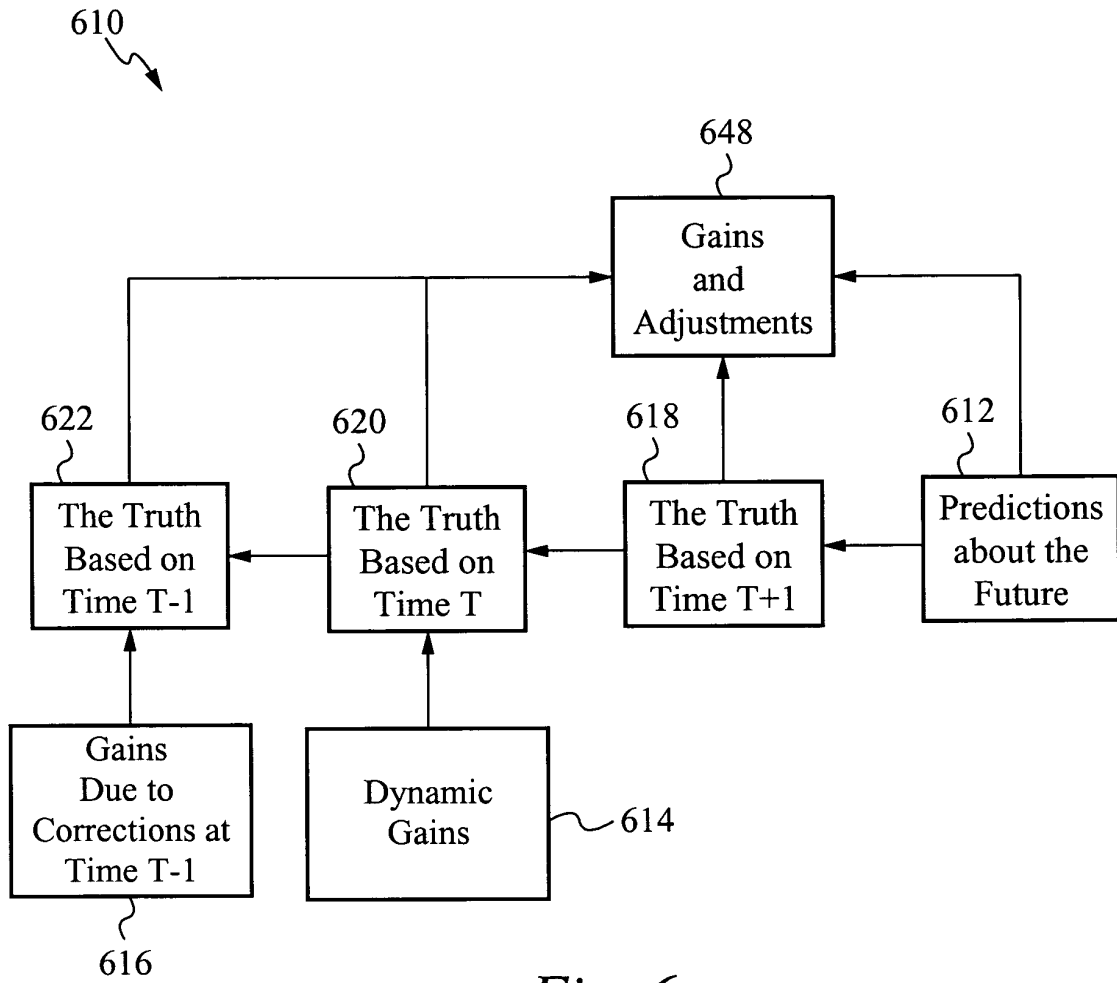 610
648
Gains
and
Adjustments
622
The Truth
Based on
Time T-1
620
The Truth
Based on
Time T
618
The Truth
Based on
Time T+1
612
Predictions
about the
Future
Gains
Due to
Corrections at
Time T-1
616
Dynamic
Gains
614
Fig. 6